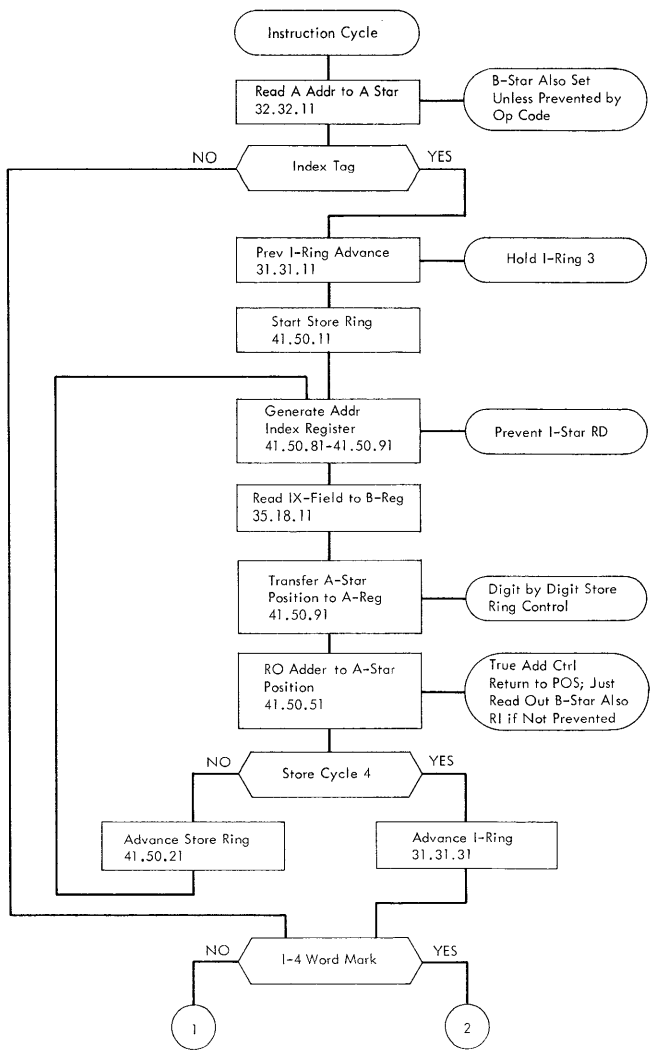 Instruction Cycle
Read A Addr to A Star
32.32.11
B-Star Also Set
Unless Prevented by
Op Code
NO
Index Tag
YES
Prev I-Ring Advance
31.31.11
Hold I-Ring 3
Start Store Ring
41.50.11
Generate Addr
Index Register
41.50.81-41.50.91
Prevent I-Star RD
Read IX-Field to B-Reg
35.18.11
Transfer A-Star
Position to A-Reg
41.50.91
Digit by Digit Store
Ring Control
RO Adder to A-Star
Position
41.50.51
True Add Ctrl
Return to POS; Just
Read Out B-Star Also
RI if Not Prevented
NO
Store Cycle 4
YES
Advance Store Ring
41.50.21
Advance I-Ring
31.31.31
NO
I-4 Word Mark
YES
1
2